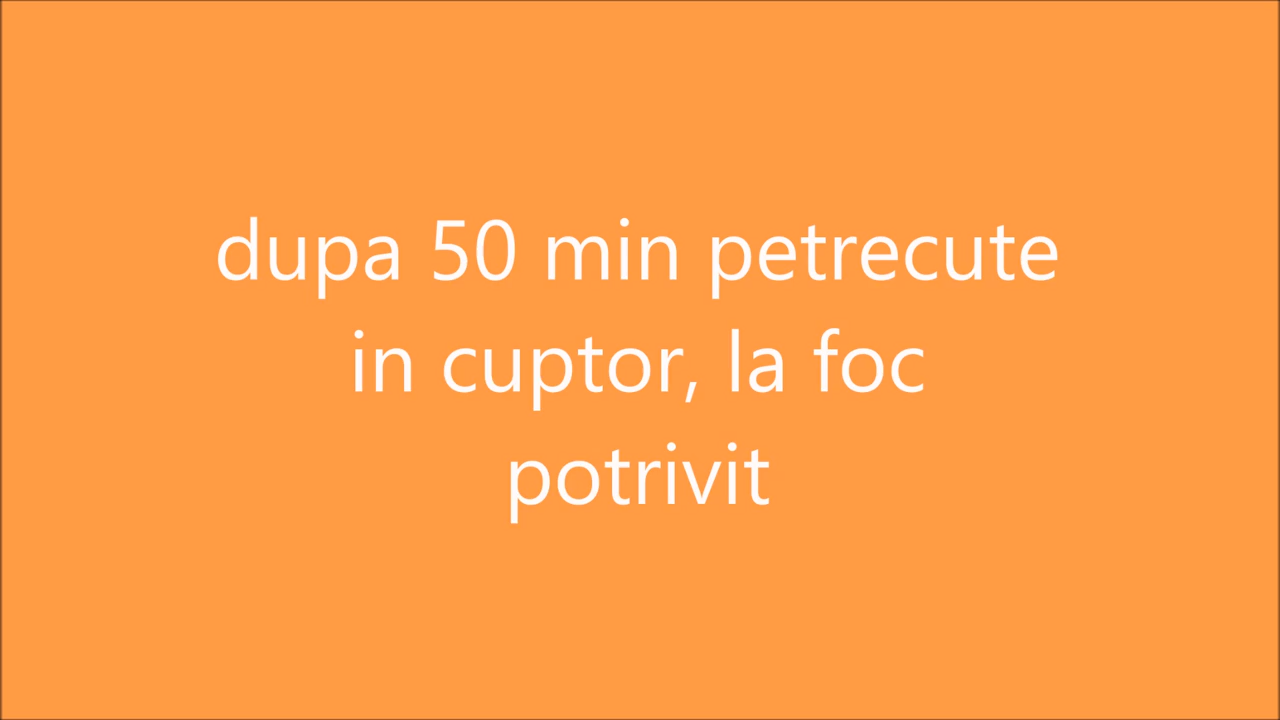 dupa 50 min petrecute
in cuptor, la foc
potrivit